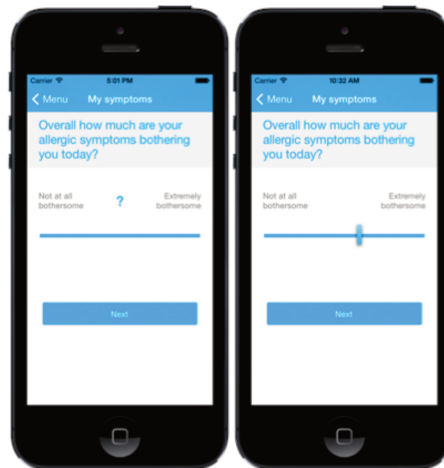 Carrier 5:01 PM
Menu My symptoms
Overall how much are your
allergic symptoms bothering
you today?
Not at all
bothersome
?
Extremely
bothersome
Next
Carrier 10:32 AM
Menu My symptoms
Overall how much are your
allergic symptoms bothering
you today?
Not at all
bothersome
Extremely
bothersome
Next